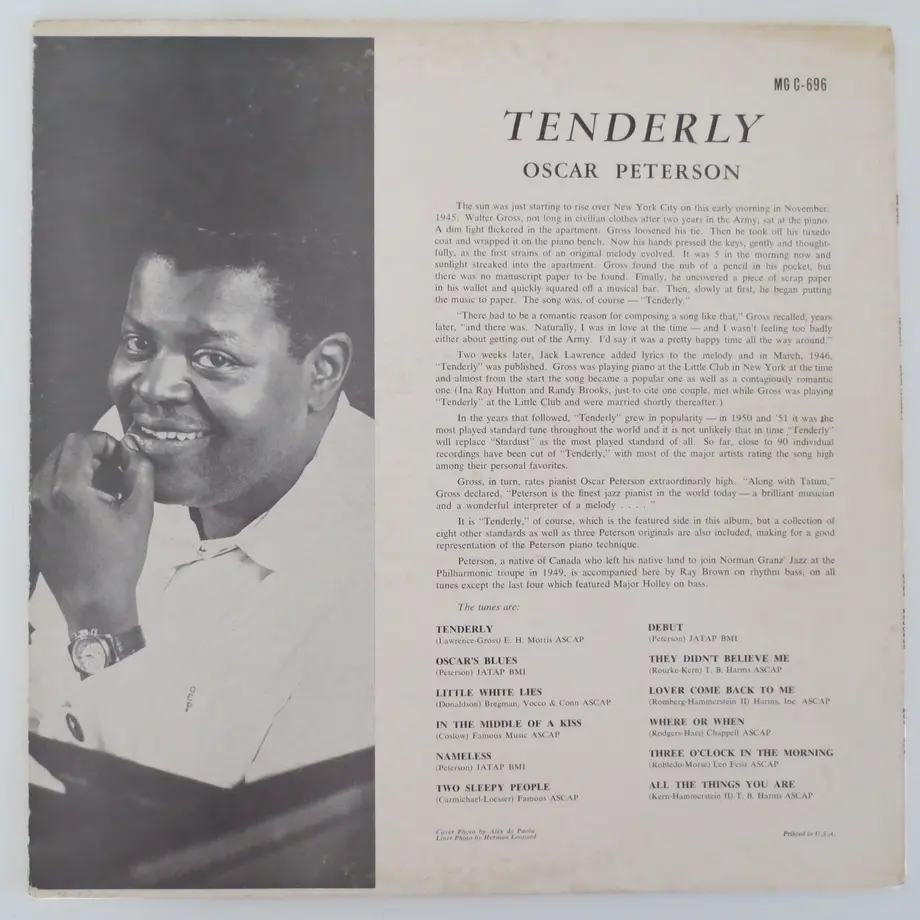 MG C-696
TENDERLY
OSCAR PETERSON
The sun was just starting to rise over New York City on this early morning in November,
1945. Walter Gross, not long in civilian clothes after two years in the Army, sat at the piano.
A dim light flickered in the apartment. Gross loosened his tie. Then he took off his tuxedo
coat and wrapped it on the piano bench. Now his hands pressed the keys, gently and thought-
fully, as the first strains of an original melody evolved. It was 5 in the morning now and
sunlight streaked into the apartment. Gross found the nub of a pencil in his pocket, but
there was no manuscript paper to be found. Finally, he uncovered a piece of scrap paper
in his wallet and quickly squared off a musical bar. Then, slowly at first, he began putting
the music to paper. The song was, of course — "Tenderly."
"There had to be a romantic reason for composing a song like that," Gross recalled, years
later, "and there was. Naturally, I was in love at the time — and I wasn't feeling too badly
either about getting out of the Army. I'd say it was a pretty happy time all the way around."
Two weeks later, Jack Lawrence added lyrics to the melody and in March, 1946,
"Tenderly" was published. Gross was playing piano at the Little Club in New York at the time
and almost from the start the song became a popular one as well as a contagiously romantic
one (Ina Ray Hutton and Randy Brooks, just to cite one couple, met while Gross was playing
"Tenderly" at the Little Club and were married shortly thereafter.)
In the years that followed, "Tenderly" grew in popularity — in 1950 and '51 it was the
most played standard tune throughout the world and it is not unlikely that in time "Tenderly"
will replace "Stardust" as the most played standard of all. So far, close to 90 individual
recordings have been cut of "Tenderly," with most of the major artists rating the song high
among their personal favorites.
Gross, in turn, rates pianist Oscar Peterson extraordinarily high. "Along with Tatum,"
Gross declared, "Peterson is the finest jazz pianist in the world today — a brilliant musician
and a wonderful interpreter of a melody . . . . "
It is "Tenderly," of course, which is the featured side in this album, but a collection of
eight other standards as well as three Peterson originals are also included, making for a good
representation of the Peterson piano technique.
Peterson, a native of Canada who left his native land to join Norman Granz' Jazz at the
Philharmonic troupe in 1949, is accompanied here by Ray Brown on rhythm bass, on all
tunes except the last four which featured Major Holley on bass.
The tunes are:
TENDERLY
(Lawrence-Gross) E. H. Morris ASCAP
OSCAR'S BLUES
(Peterson) JATAP BMI
LITTLE WHITE LIES
(Donaldson) Bregman, Vocco & Conn ASCAP
IN THE MIDDLE OF A KISS
(Coslow) Famous Music ASCAP
NAMELESS
(Peterson) JATAP BMI
TWO SLEEPY PEOPLE
(Carmichael-Loesser) Famous ASCAP
DEBUT
(Peterson) JATAP BMI
THEY DIDN'T BELIEVE ME
(Rourke-Kern) T. B. Harms ASCAP
LOVER COME BACK TO ME
(Romberg-Hammerstein II) Harms, Inc. ASCAP
WHERE OR WHEN
(Rodgers-Hart) Chappell ASCAP
THREE O'CLOCK IN THE MORNING
(Robledo-Morse) Leo Feist ASCAP
ALL THE THINGS YOU ARE
(Kern-Hammerstein II) T. B. Harms ASCAP
Cover Photo by Alex de Paola
Liner Photo by Herman Leonard
Printed in U.S.A.